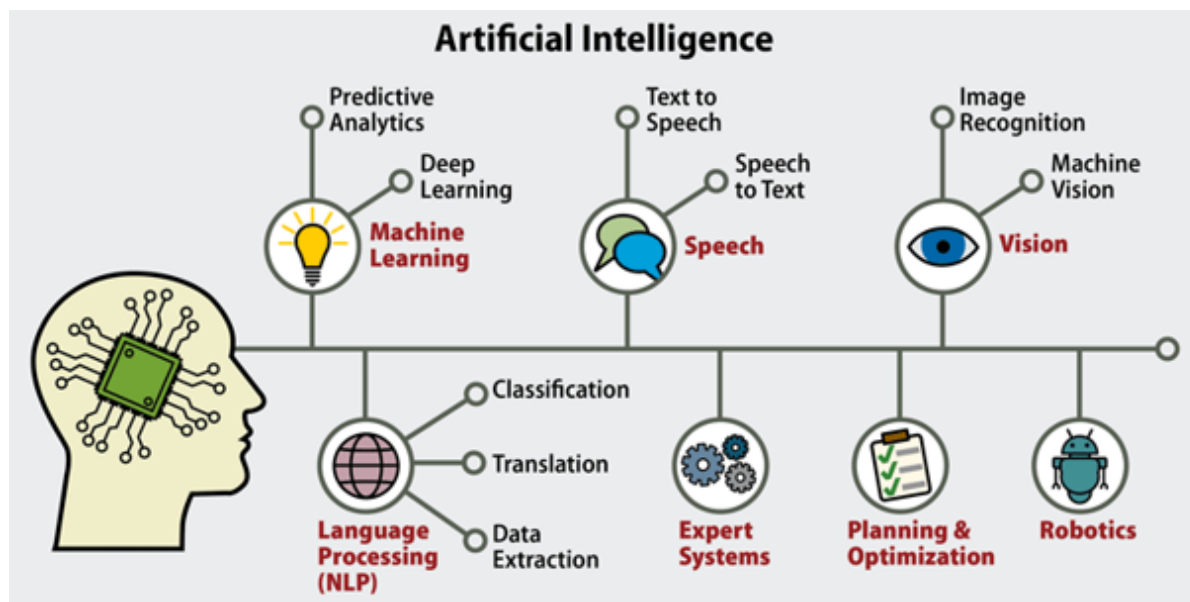 Artificial Intelligence
Predictive
Analytics
Deep
Learning
Machine
Learning
Text to
Speech
Speech
to Text
Speech
Image
Recognition
Machine
Vision
Vision
Classification
Translation
Data
Extraction
Language
Processing
(NLP)
Expert
Systems
Planning &
Optimization
Robotics